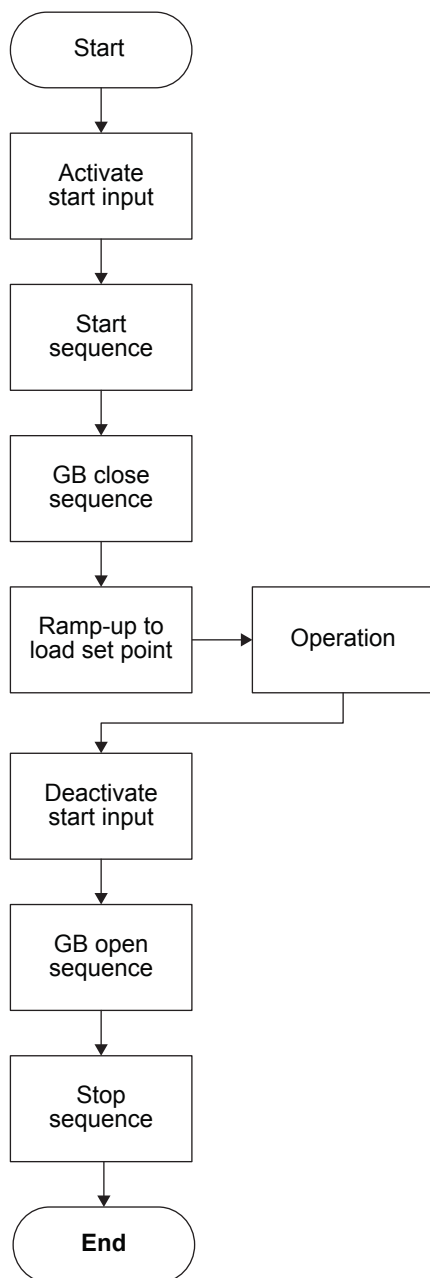 Start
Activate
start input
Start
sequence
GB close
sequence
Ramp-up to
load set point
Operation
Deactivate
start input
GB open
sequence
Stop
sequence
End